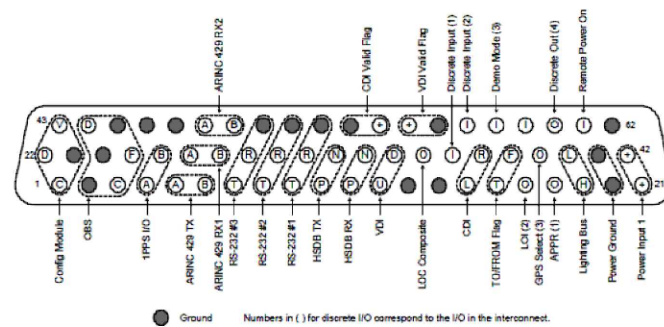 ARINC 429 RX2
CDI Valid Flag
VDI Valid Flag
Discrete Input (1)
Discrete Input (2)
Demo Mode (3)
Discrete Out (4)
Remote Power On
43 V D A B + + I I I O I 62
22 D F B A B R R R N N D O I R F O L + 42
1 C C A A B T T T P P U L T O O H + 21
Config Module
OBS
1PPS I/O
ARINC 429 TX
ARINC 429 RX1
RS-232 #3
RS-232 #2
RS-232 #1
HSDB TX
HSDB RX
VDI
LOC Composite
CDI
TO/FROM Flag
LOI (2)
GPS Select (3)
APPR (1)
Lighting Bus
Power Ground
Power Input 1
Ground
Numbers in ( ) for discrete I/O correspond to the I/O in the interconnect.